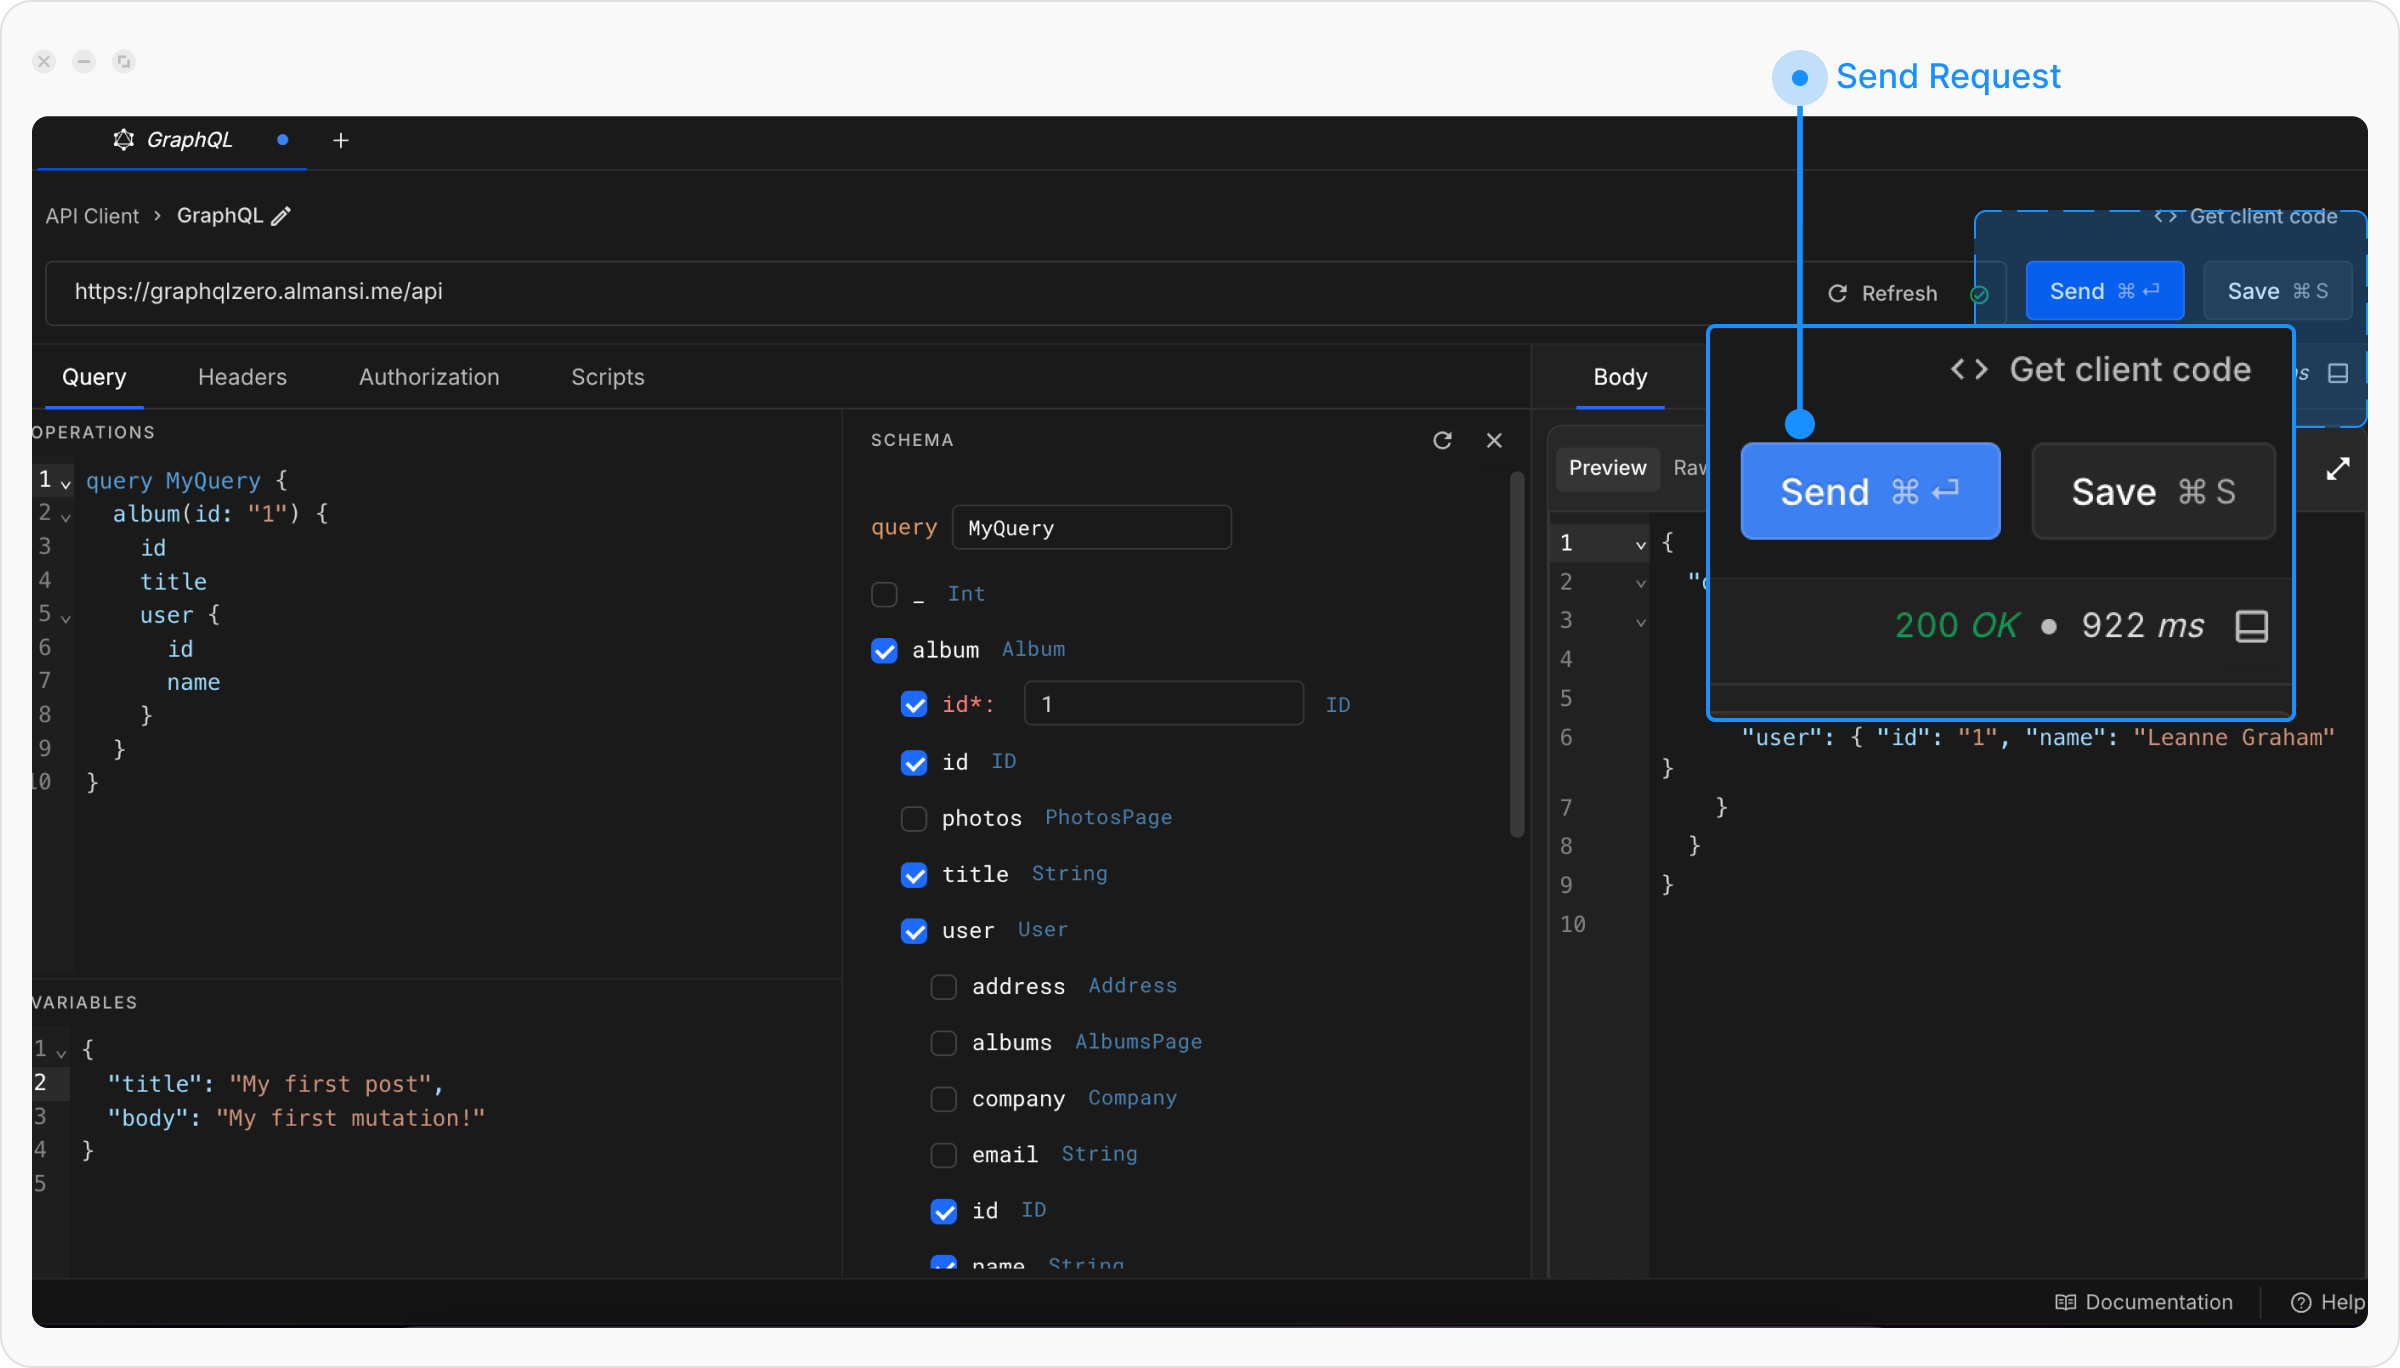 Send Request
GraphQL
+
API Client > GraphQL
<> Get client code
https://graphqlzero.almansi.me/api
Refresh
Send ⌘ ⏎
Save ⌘ S
Query Headers Authorization Scripts
OPERATIONS
1 query MyQuery {
2 album(id: "1") {
3 id
4 title
5 user {
6 id
7 name
8 }
9 }
10 }
VARIABLES
1 {
2 "title": "My first post",
3 "body": "My first mutation!"
4 }
5
SCHEMA
query MyQuery
_ Int
album Album
id*: 1 ID
id ID
photos PhotosPage
title String
user User
address Address
albums AlbumsPage
company Company
email String
id ID
name String
Body
Preview Raw
<> Get client code
Send ⌘ ⏎ Save ⌘ S
200 OK • 922 ms
1 {
2
3
4
5
6 "user": { "id": "1", "name": "Leanne Graham"
}
7 }
8 }
9 }
10
Documentation
Help